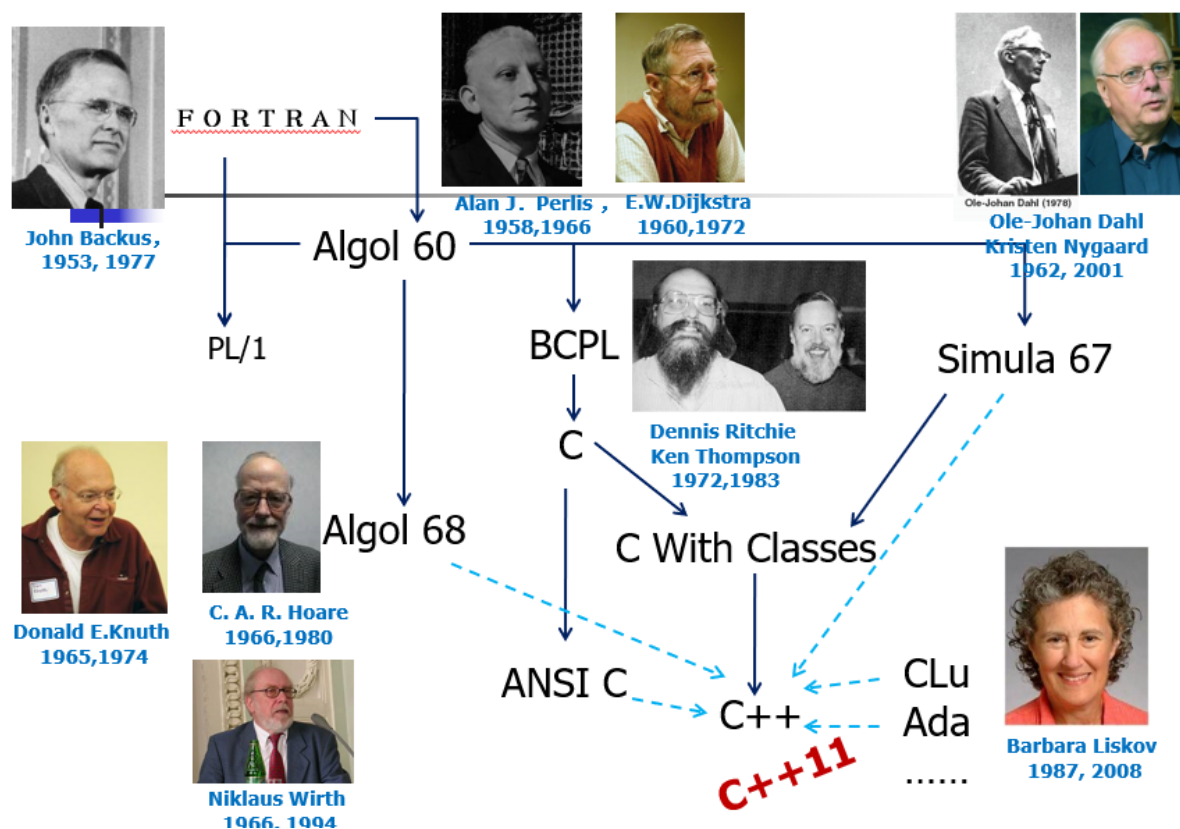 FORTRAN
Ole-Johan Dahl (1978)
Alan J. Perlis ,
1958,1966
E.W.Dijkstra
1960,1972
Ole-Johan Dahl
Kristen Nygaard
1962, 2001
John Backus,
1953, 1977
Algol 60
PL/1
BCPL
Simula 67
C
Dennis Ritchie
Ken Thompson
1972,1983
Algol 68
C With Classes
C. A. R. Hoare
1966,1980
Donald E.Knuth
1965,1974
ANSI C
CLu
C++
Ada
Barbara Liskov
1987, 2008
C++11
......
Niklaus Wirth
1966, 1994